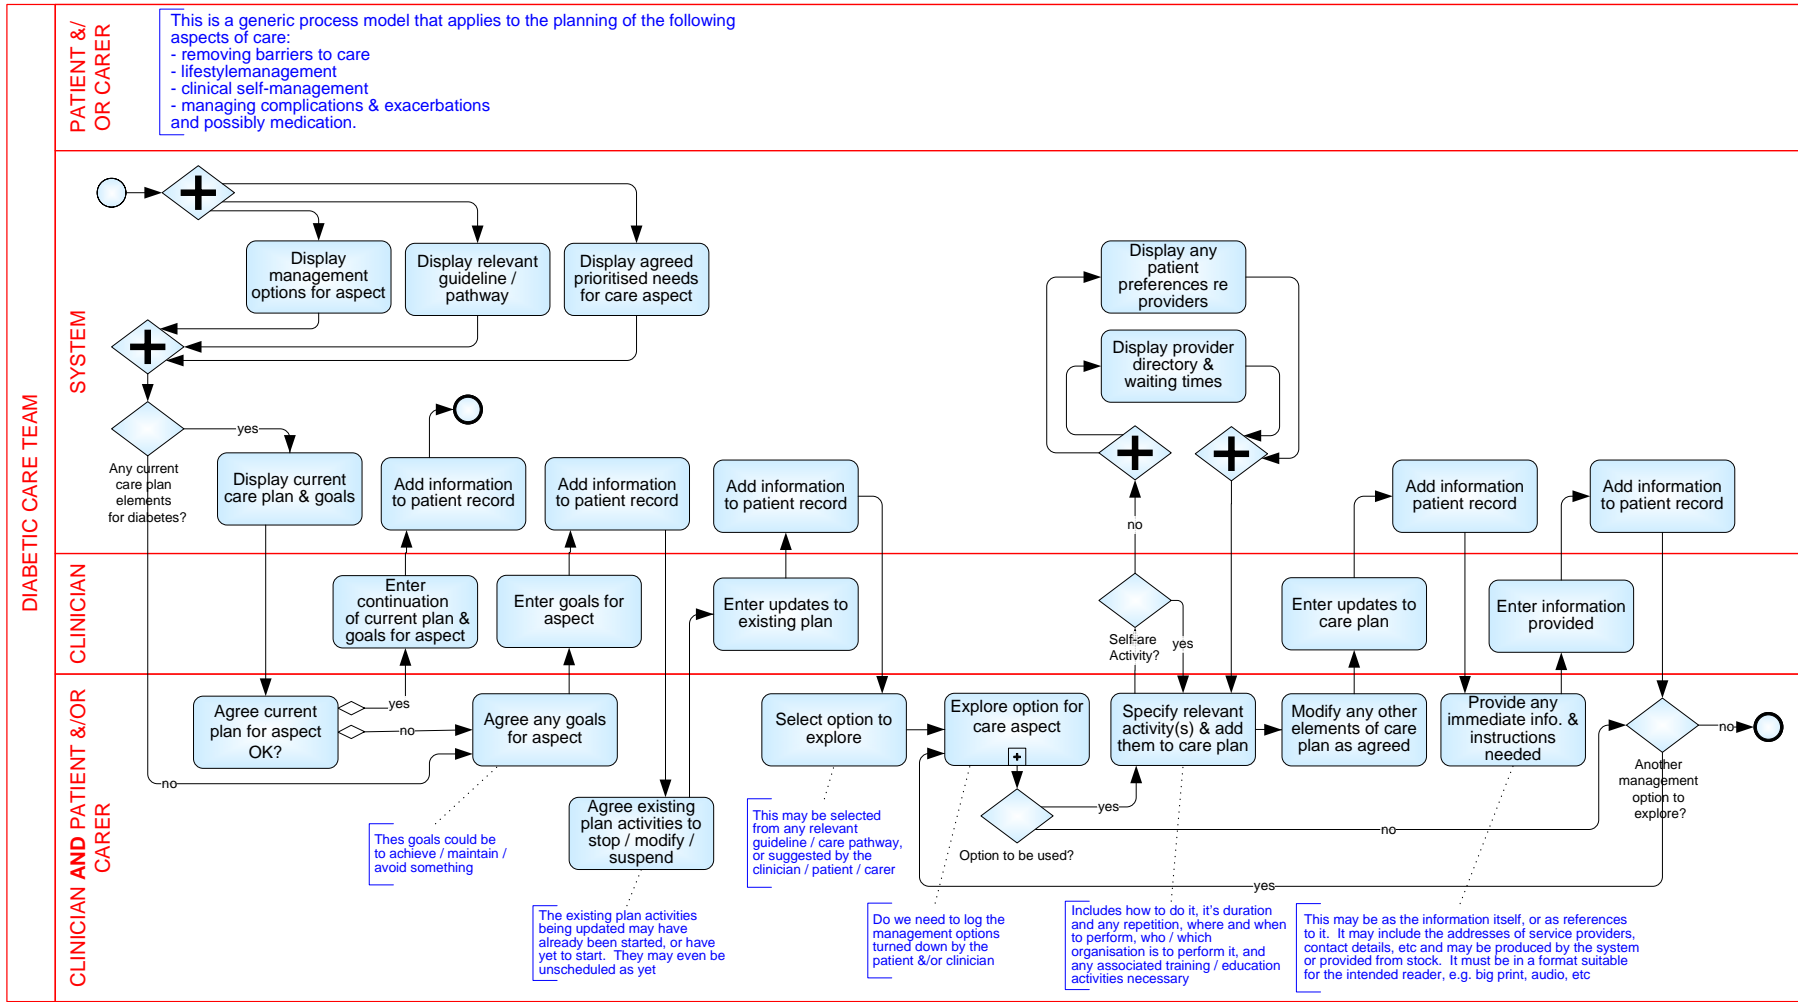 DIABETIC CARE TEAM
PATIENT &/
OR CARER
This is a generic process model that applies to the planning of the following
aspects of care:
- removing barriers to care
- lifestylemanagement
- clinical self-management
- managing complications & exacerbations
and possibly medication.
SYSTEM
Display
management
options for aspect
Display relevant
guideline /
pathway
Display agreed
prioritised needs
for care aspect
Display any
patient
preferences re
providers
Display provider
directory &
waiting times
yes
Any current
care plan
elements
for diabetes?
Display current
care plan & goals
Add information
to patient record
Add information
to patient record
Add information
to patient record
no
Add information
patient record
Add information
to patient record
CLINICIAN
Enter
continuation
of current plan &
goals for aspect
Enter goals for
aspect
Enter updates to
existing plan
Self-are
Activity?
yes
Enter updates to
care plan
Enter information
provided
CLINICIAN AND PATIENT &/OR
CARER
Agree current
plan for aspect
OK?
yes
no
no
Agree any goals
for aspect
Agree existing
plan activities to
stop / modify /
suspend
Select option to
explore
Explore option for
care aspect
Option to be used?
yes
no
Specify relevant
activity(s) & add
them to care plan
Modify any other
elements of care
plan as agreed
Provide any
immediate info. &
instructions
needed
no
Another
management
option to
explore?
yes
Thes goals could be
to achieve / maintain /
avoid something
The existing plan activities
being updated may have
already been started, or have
yet to start. They may even be
unscheduled as yet
This may be selected
from any relevant
guideline / care pathway,
or suggested by the
clinician / patient / carer
Do we need to log the
management options
turned down by the
patient &/or clinician
Includes how to do it, it's duration
and any repetition, where and when
to perform, who / which
organisation is to perform it, and
any associated training / education
activities necessary
This may be as the information itself, or as references
to it. It may include the addresses of service providers,
contact details, etc and may be produced by the system
or provided from stock. It must be in a format suitable
for the intended reader, e.g. big print, audio, etc